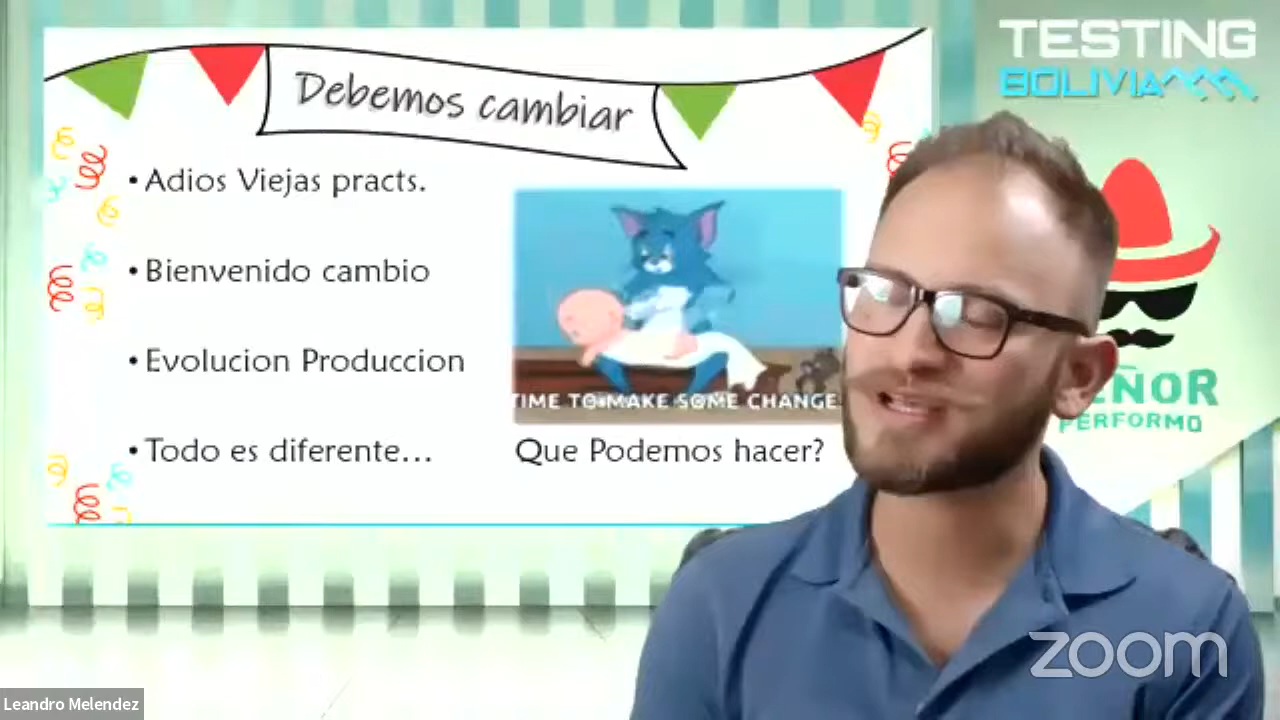 Debemos cambiar
TESTING
BOLIVIA
• Adios Viejas practs.
• Bienvenido cambio
• Evolucion Produccion
• Todo es diferente...
TIME TO MAKE SOME CHANGE
Que Podemos hacer?
EÑOR
PERFORMO
zoom
Leandro Melendez